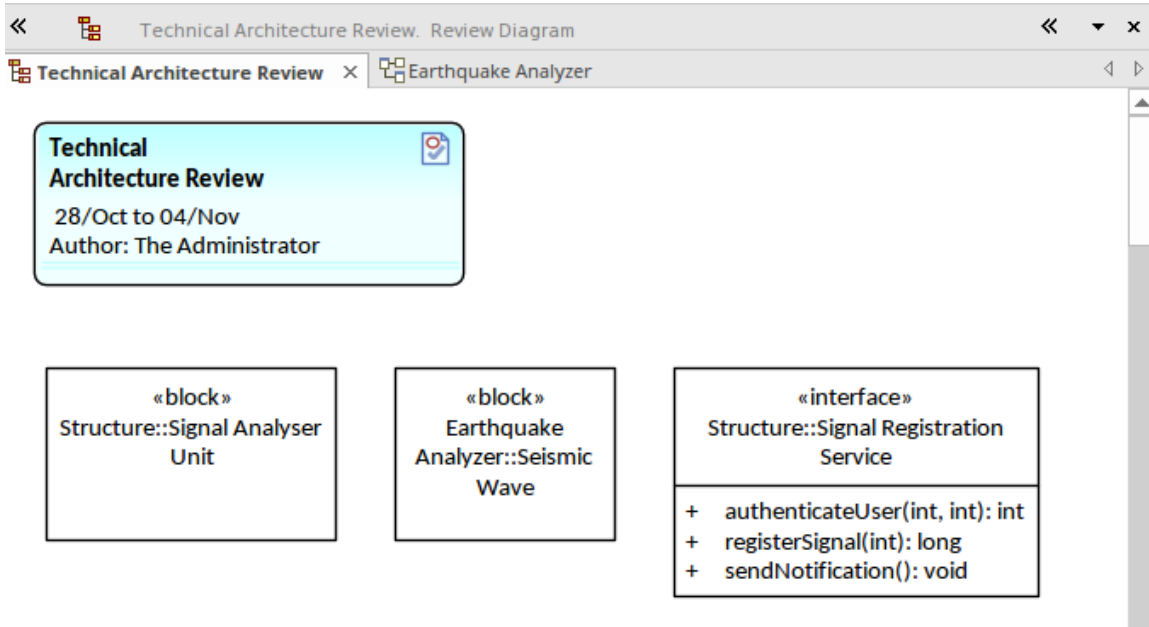 Technical Architecture Review.  Review Diagram
Technical Architecture Review
Earthquake Analyzer
Technical
Architecture Review
28/Oct to 04/Nov
Author: The Administrator
«block»
Structure::Signal Analyser
Unit
«block»
Earthquake
Analyzer::Seismic
Wave
«interface»
Structure::Signal Registration
Service
+ authenticateUser(int, int): int
+ registerSignal(int): long
+ sendNotification(): void